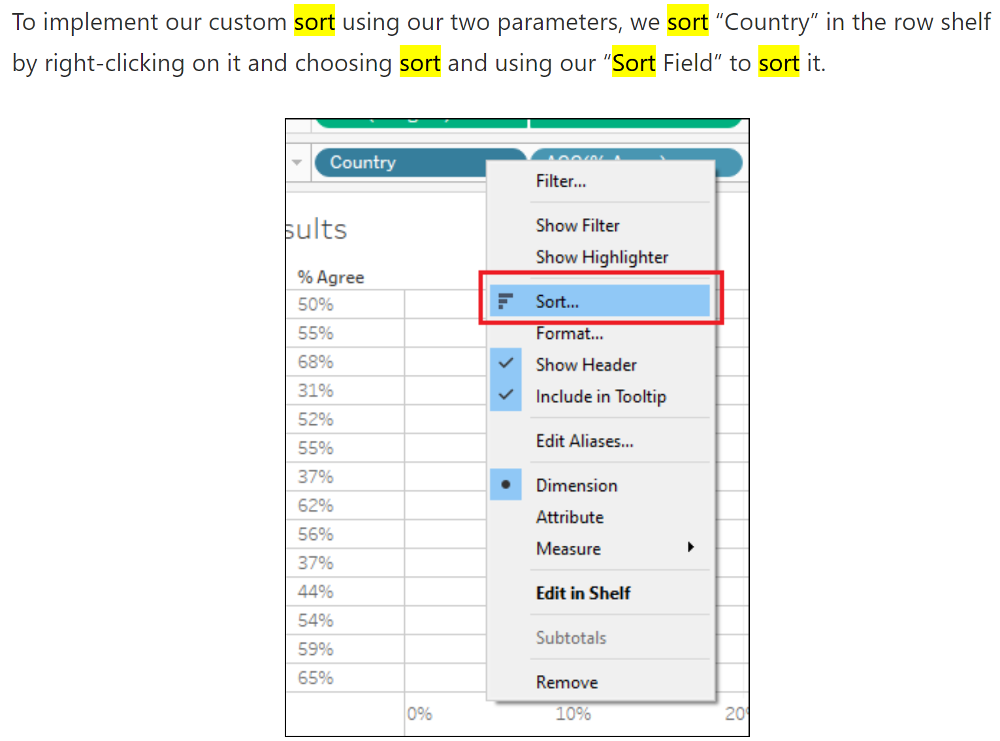 To implement our custom sort using our two parameters, we sort “Country” in the row shelf
by right-clicking on it and choosing sort and using our “Sort Field” to sort it.
Country
Filter...
Show Filter
sults
Show Highlighter
% Agree
50%
Sort...
55%
Format...
68%
Show Header
31%
Include in Tooltip
52%
55%
Edit Aliases...
37%
Dimension
62%
Attribute
56%
Measure
37%
44%
Edit in Shelf
54%
Subtotals
59%
65%
Remove
0% 10% 20%